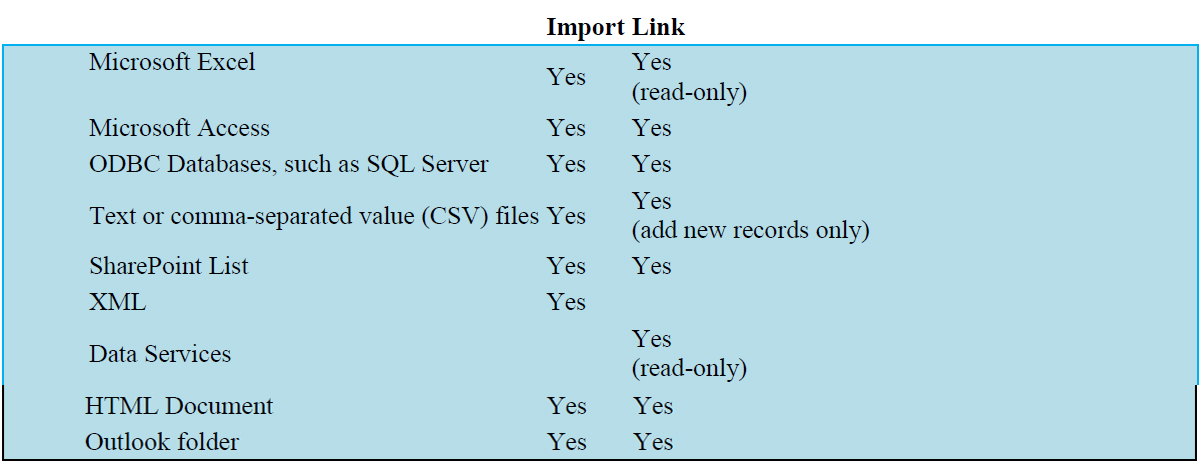 Import Link
Microsoft Excel Yes Yes
(read-only)
Microsoft Access Yes Yes
ODBC Databases, such as SQL Server Yes Yes
Text or comma-separated value (CSV) files Yes Yes
(add new records only)
SharePoint List Yes Yes
XML Yes
Data Services Yes
(read-only)
HTML Document Yes Yes
Outlook folder Yes Yes